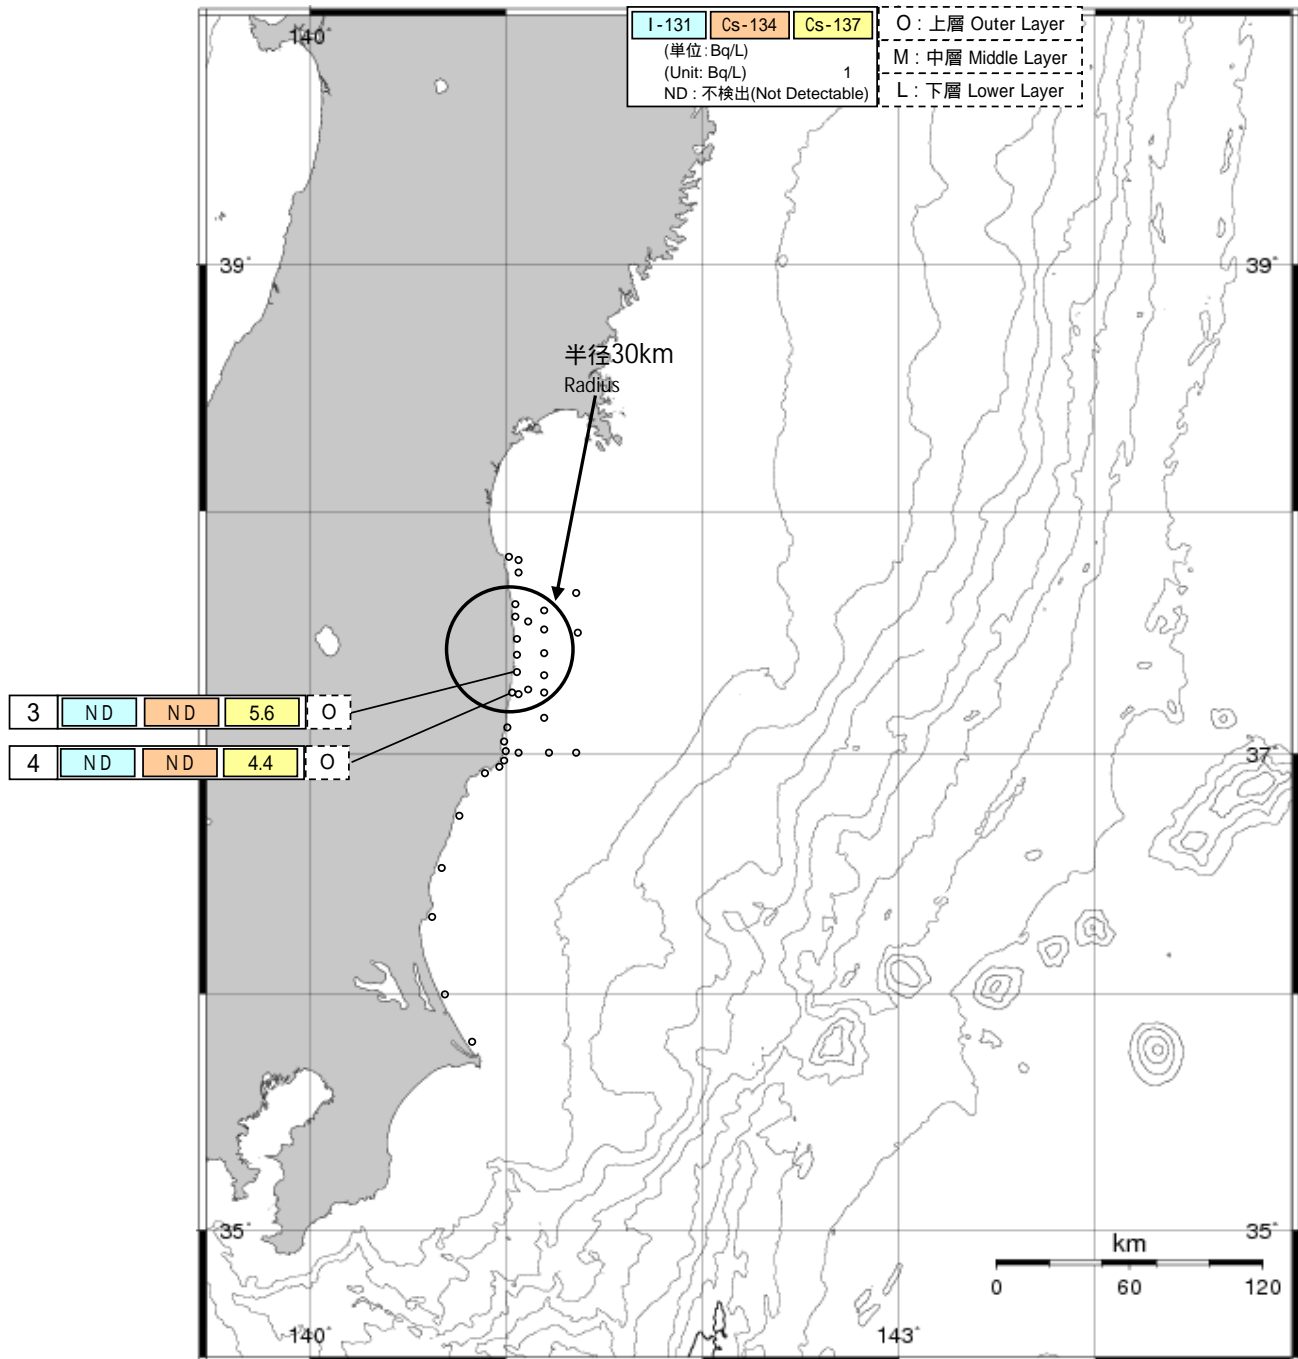 I-131 Cs-134 Cs-137
(単位:Bq/L)
(Unit: Bq/L) 1
ND : 不検出(Not Detectable)
O : 上層 Outer Layer
M : 中層 Middle Layer
L : 下層 Lower Layer
140°
39° 39°
半径30km
Radius
3 ND ND 5.6 O
4 ND ND 4.4 O
37°
35° 35°
km
0 60 120
140° 143°